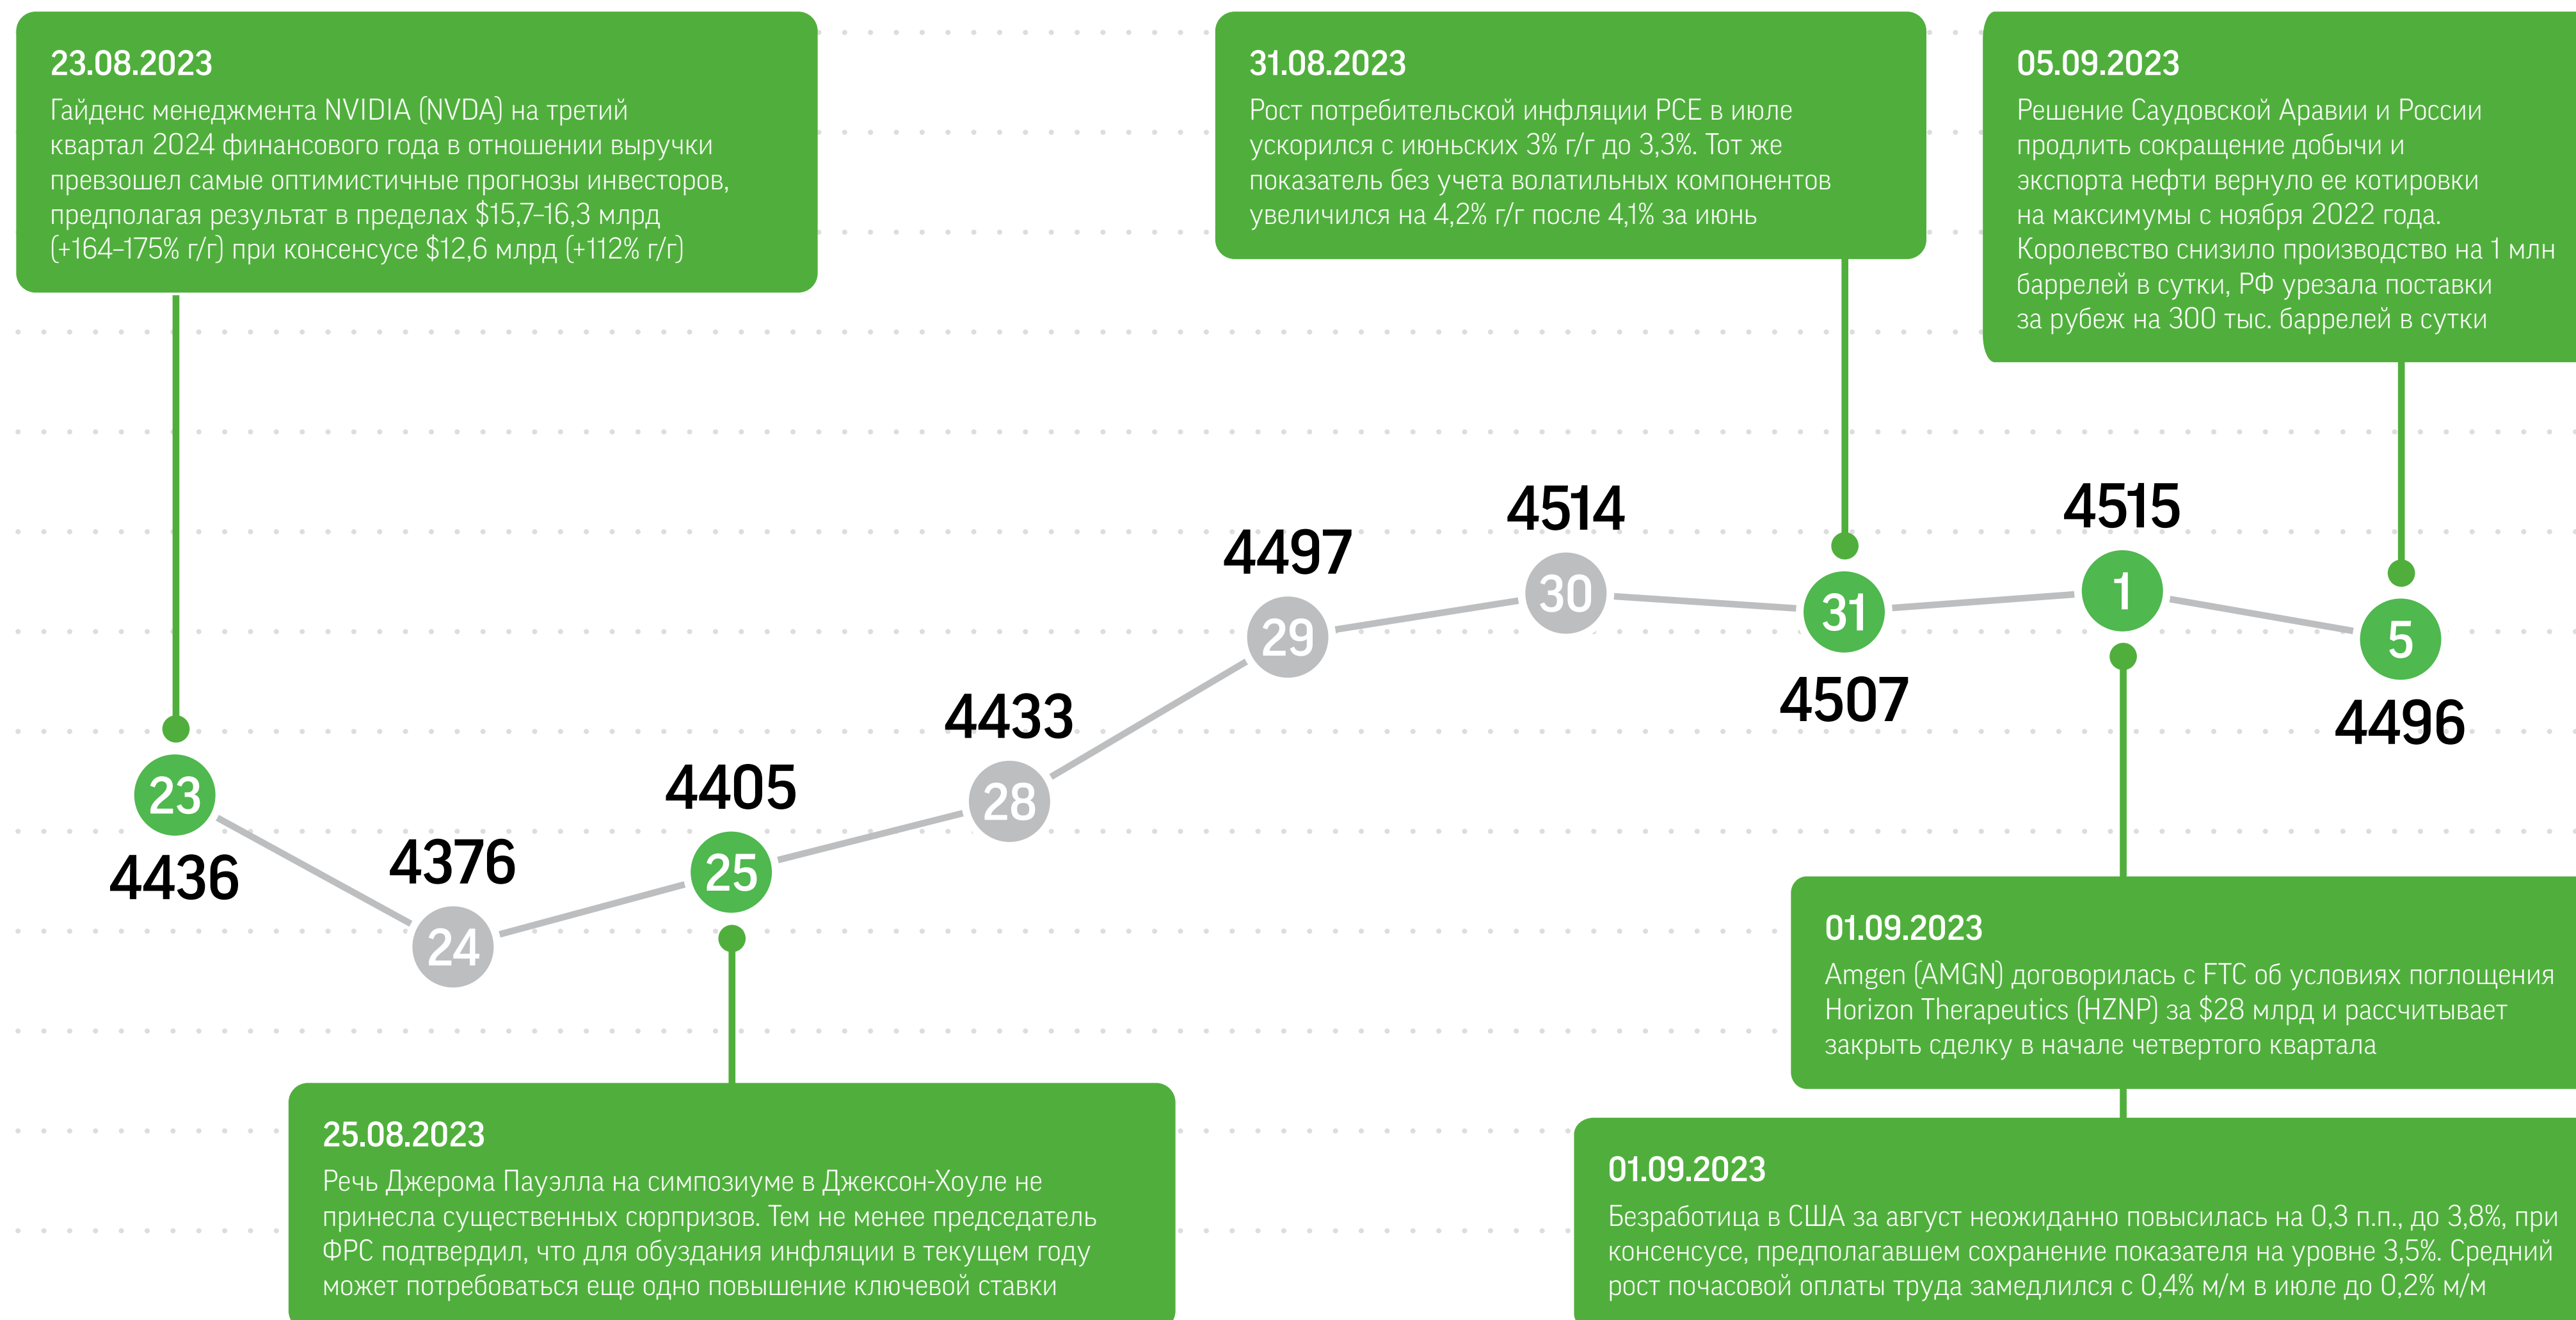 23.08.2023
Гайденс менеджмента NVIDIA (NVDA) на третий
квартал 2024 финансового года в отношении выручки
превзошел самые оптимистичные прогнозы инвесторов,
предполагая результат в пределах $15,7–16,3 млрд
(+164–175% г/г) при консенсусе $12,6 млрд (+112% г/г)
31.08.2023
Рост потребительской инфляции PCE в июле
ускорился с июньских 3% г/г до 3,3%. Тот же
показатель без учета волатильных компонентов
увеличился на 4,2% г/г после 4,1% за июнь
05.09.2023
Решение Саудовской Аравии и России
продлить сокращение добычи и
экспорта нефти вернуло ее котировки
на максимумы с ноября 2022 года.
Королевство снизило производство на 1 млн
баррелей в сутки, РФ урезала поставки
за рубеж на 300 тыс. баррелей в сутки
23
4436
4376
24
4405
25
4433
28
4497
29
4514
30
31
4507
4515
1
5
4496
01.09.2023
Amgen (AMGN) договорилась с FTC об условиях поглощения
Horizon Therapeutics (HZNP) за $28 млрд и рассчитывает
закрыть сделку в начале четвертого квартала
25.08.2023
Речь Джерома Пауэлла на симпозиуме в Джексон-Хоуле не
принесла существенных сюрпризов. Тем не менее председатель
ФРС подтвердил, что для обуздания инфляции в текущем году
может потребоваться еще одно повышение ключевой ставки
01.09.2023
Безработица в США за август неожиданно повысилась на 0,3 п.п., до 3,8%, при
консенсусе, предполагавшем сохранение показателя на уровне 3,5%. Средний
рост почасовой оплаты труда замедлился с 0,4% м/м в июле до 0,2% м/м